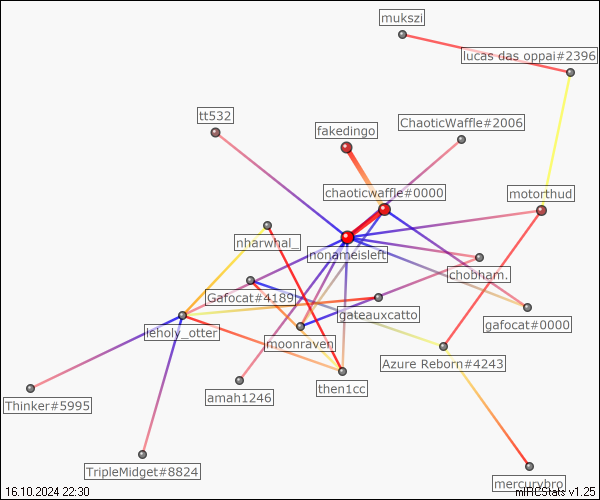 mukszi
lucas das oppai#2396
tt532
ChaoticWaffle#2006
fakedingo
chaoticwaffle#0000
motorthud
nharwhal_
nonameisleft
chobham.
Gafocat#4189
gateauxcatto
gafocat#0000
leholy_otter
moonraven
Azure Reborn#4243
then1cc
amah1246
Thinker#5995
TripleMidget#8824
mercurybro
16.10.2024 22:30
mIRCStats v1.25